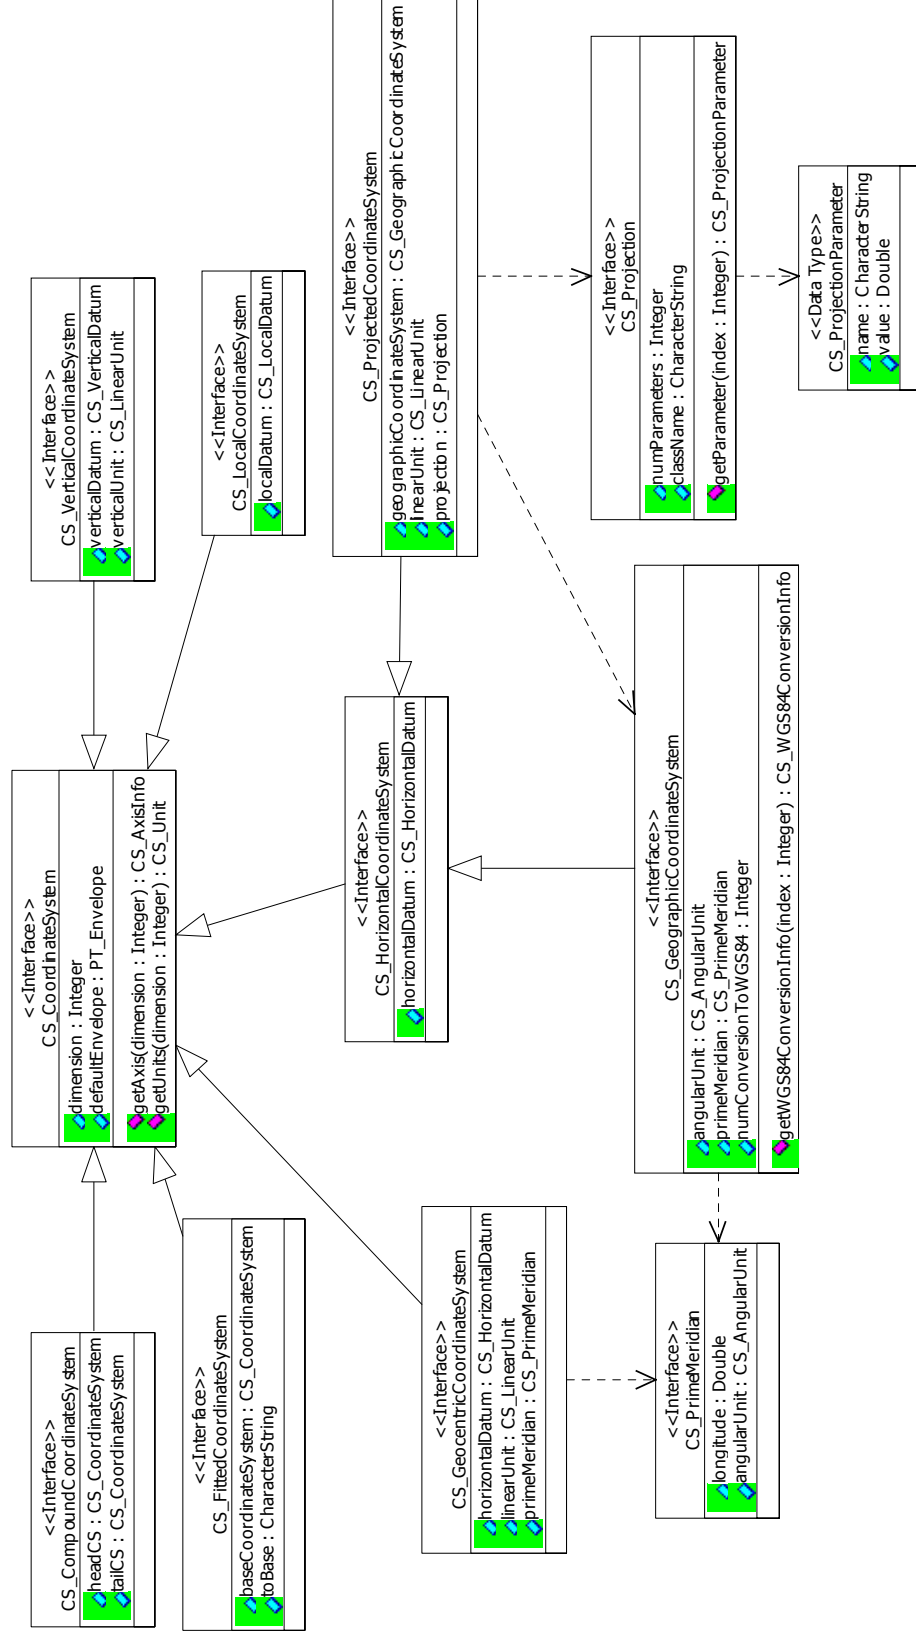 <<Interface>>
CS_CompoundCoordinateSystem
headCS : CS_CoordinateSystem
tailCS : CS_CoordinateSystem
<<Interface>>
CS_FittedCoordinateSystem
baseCoordinateSystem : CS_CoordinateSystem
toBase : CharacterString
<<Interface>>
CS_CoordinateSystem
dimension : Integer
defaultEnvelope : PT_Envelope
getAxis(dimension : Integer) : CS_AxisInfo
getUnits(dimension : Integer) : CS_Unit
<<Interface>>
CS_VerticalCoordinateSystem
verticalDatum : CS_VerticalDatum
verticalUnit : CS_LinearUnit
<<Interface>>
CS_LocalCoordinateSystem
localDatum : CS_LocalDatum
<<Interface>>
CS_ProjectedCoordinateSystem
geographicCoordinateSystem : CS_GeographicCoordinateSystem
linearUnit : CS_LinearUnit
projection : CS_Projection
<<Interface>>
CS_HorizontalCoordinateSystem
horizontalDatum : CS_HorizontalDatum
<<Interface>>
CS_GeocentricCoordinateSystem
horizontalDatum : CS_HorizontalDatum
linearUnit : CS_LinearUnit
primeMeridian : CS_PrimeMeridian
<<Interface>>
CS_Projection
numParameters : Integer
className : CharacterString
getParameter(index : Integer) : CS_ProjectionParameter
<<Interface>>
CS_GeographicCoordinateSystem
angularUnit : CS_AngularUnit
primeMeridian : CS_PrimeMeridian
numConversionToWGS84 : Integer
getWGS84ConversionInfo(index : Integer) : CS_WGS84ConversionInfo
<<Interface>>
CS_PrimeMeridian
longitude : Double
angularUnit : CS_AngularUnit
<<Data Type>>
CS_ProjectionParameter
name : CharacterString
value : Double